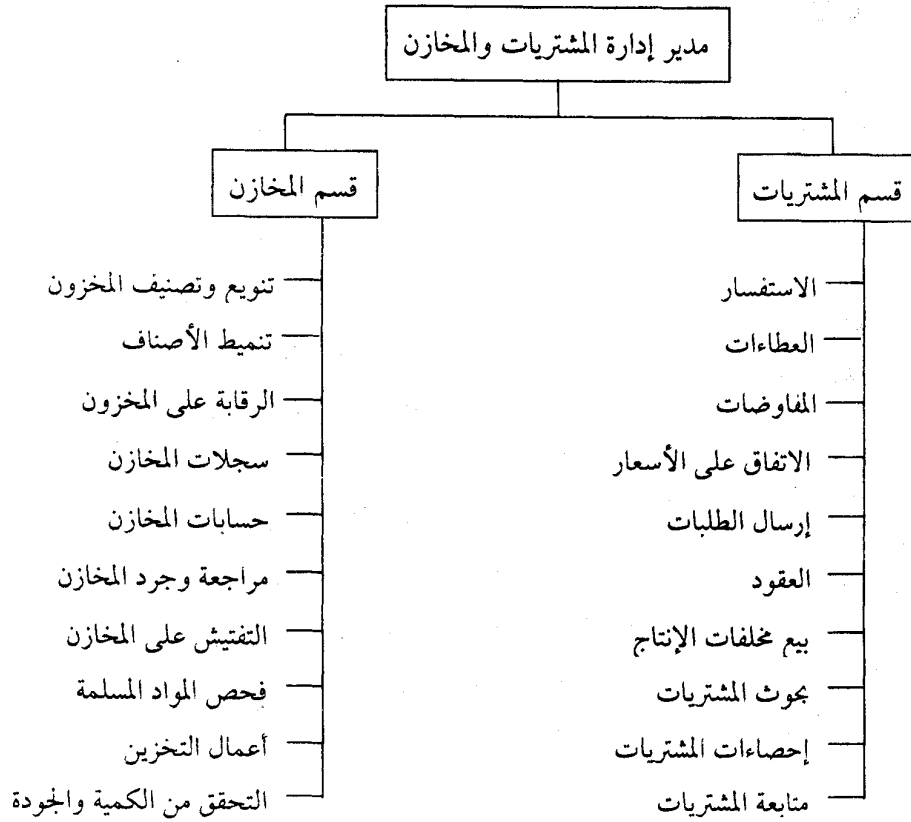 مدير إدارة المشتريات والمخازن
قسم المشتريات
الاستفسار
العطاءات
المفاوضات
الاتفاق على الأسعار
إرسال الطلبات
العقود
بيع مخلفات الإنتاج
بحوث المشتريات
إحصاءات المشتريات
متابعة المشتريات
قسم المخازن
تنويع وتصنيف المخزون
تنميط الأصناف
الرقابة على المخزون
سجلات المخازن
حسابات المخازن
مراجعة وجرد المخازن
التفتيش على المخازن
فحص المواد المسلمة
أعمال التخزين
التحقق من الكمية والجودة